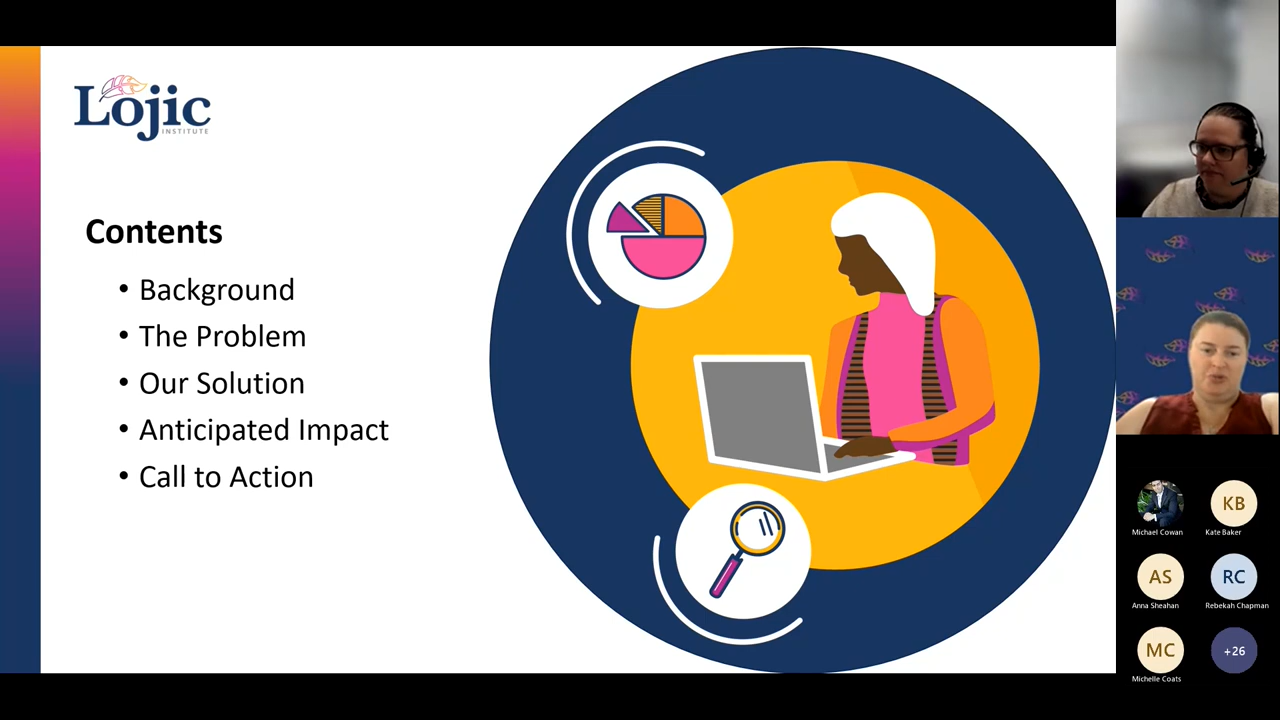 Lojic
INSTITUTE
Contents
• Background
• The Problem
• Our Solution
• Anticipated Impact
• Call to Action
Michael Cowan
KB
Kate Baker
AS
Anna Sheahan
RC
Rebekah Chapman
MC
Michelle Coats
+26